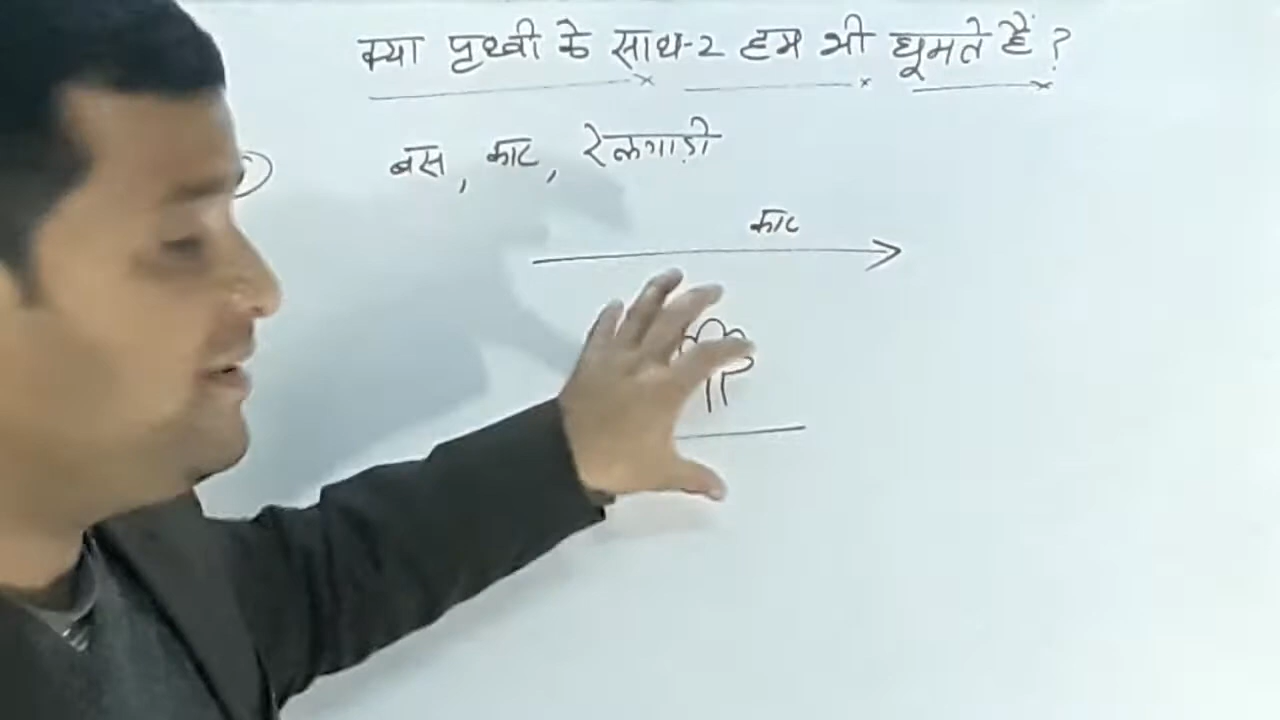 क्या पृथ्वी के साथ-2 हम भी घूमते हैं ?
बस, कार, रेलगाड़ी
कार